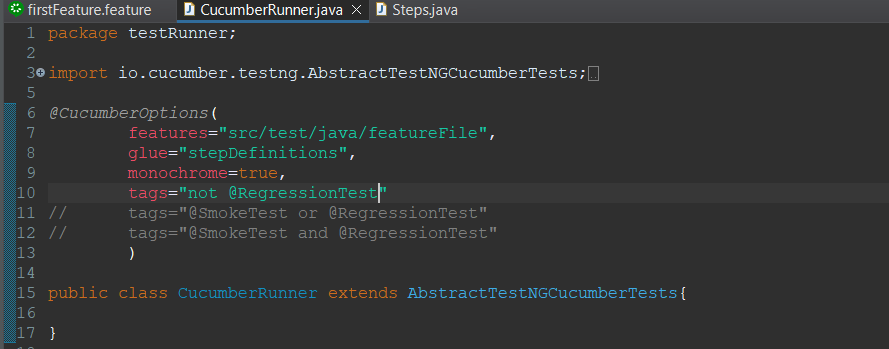 firstFeature.feature CucumberRunner.java Steps.java
1 package testRunner;
2
3 import io.cucumber.testng.AbstractTestNGCucumberTests;
5
6 @CucumberOptions(
7 features="src/test/java/featureFile",
8 glue="stepDefinitions",
9 monochrome=true,
10 tags="not @RegressionTest"
11 // tags="@SmokeTest or @RegressionTest"
12 // tags="@SmokeTest and @RegressionTest"
13 )
14
15 public class CucumberRunner extends AbstractTestNGCucumberTests{
16
17 }